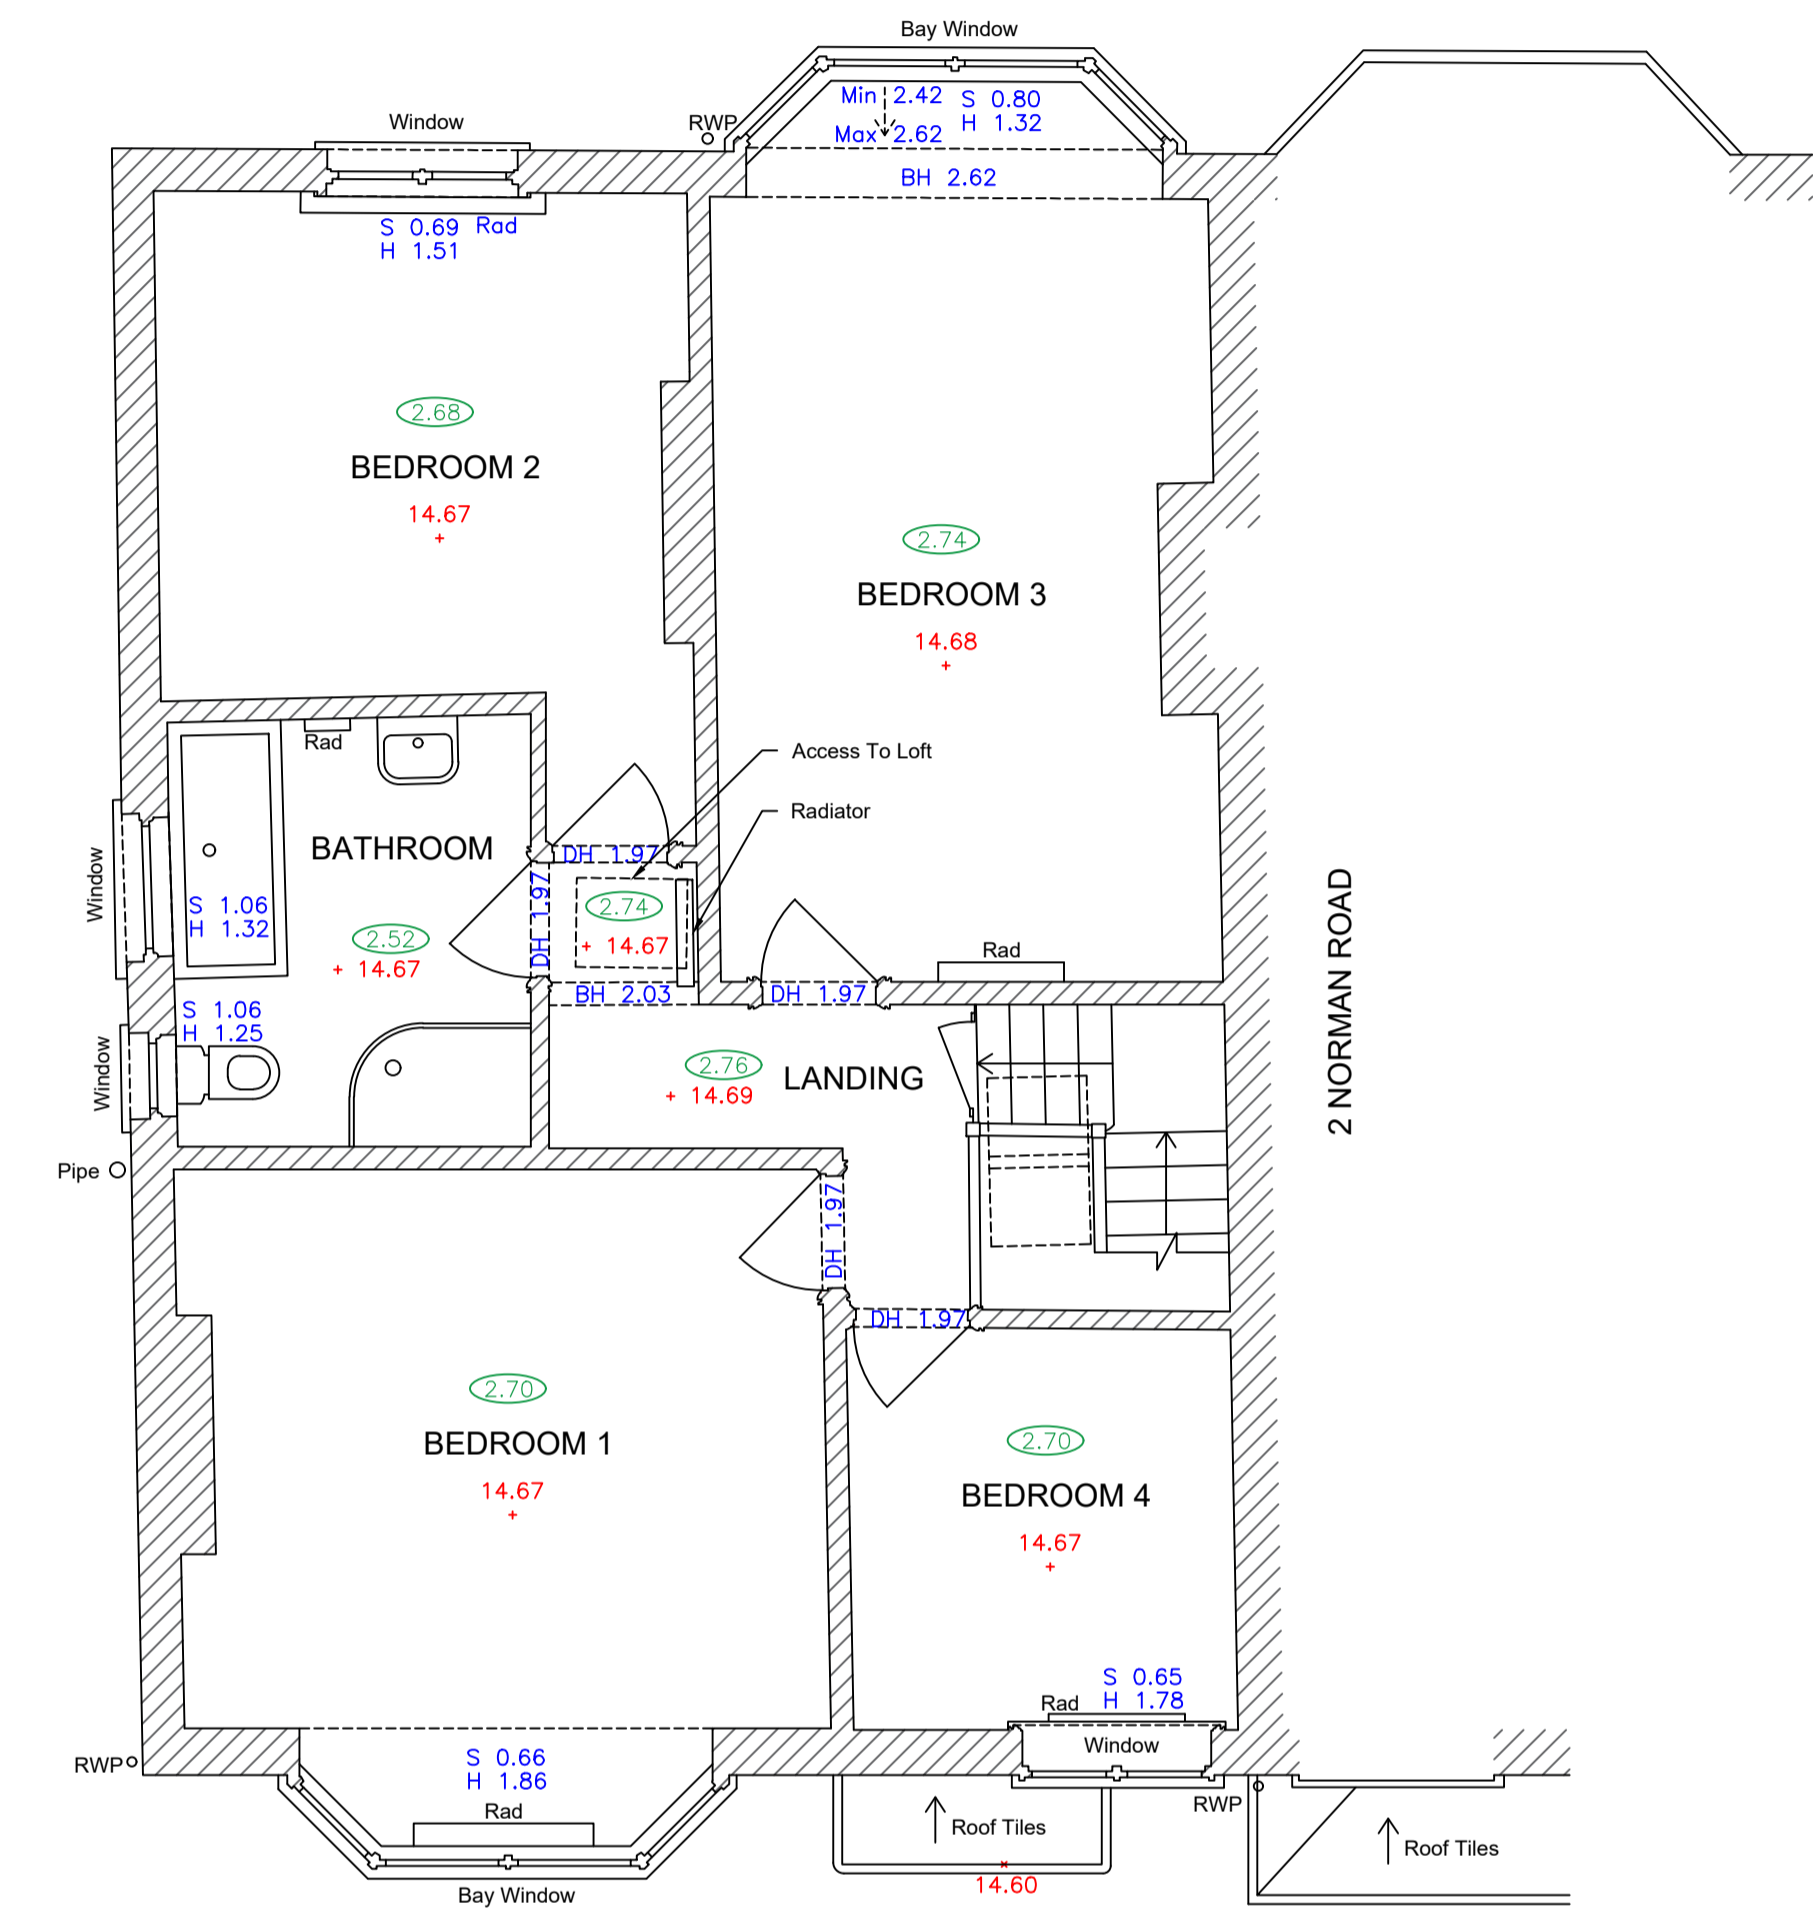 Bay Window
Window
RWP
Min 2.42
S 0.80
H 1.32
Max 2.62
BH 2.62
S 0.69 Rad
H 1.51
2.68
BEDROOM 2
14.67
+
2.74
BEDROOM 3
14.68
+
Rad
Access To Loft
Radiator
BATHROOM
Window
S 1.06
H 1.32
2.52
+ 14.67
DH 1.97
DH 1.97
2.74
+ 14.67
BH 2.03
DH 1.97
Rad
2 NORMAN ROAD
S 1.06
H 1.25
Window
2.76
+ 14.69
LANDING
Pipe
DH 1.97
DH 1.97
2.70
BEDROOM 1
14.67
+
2.70
BEDROOM 4
14.67
+
S 0.65
H 1.78
Rad
Window
RWP
S 0.66
H 1.86
Rad
Bay Window
RWP
Roof Tiles
14.60
Roof Tiles